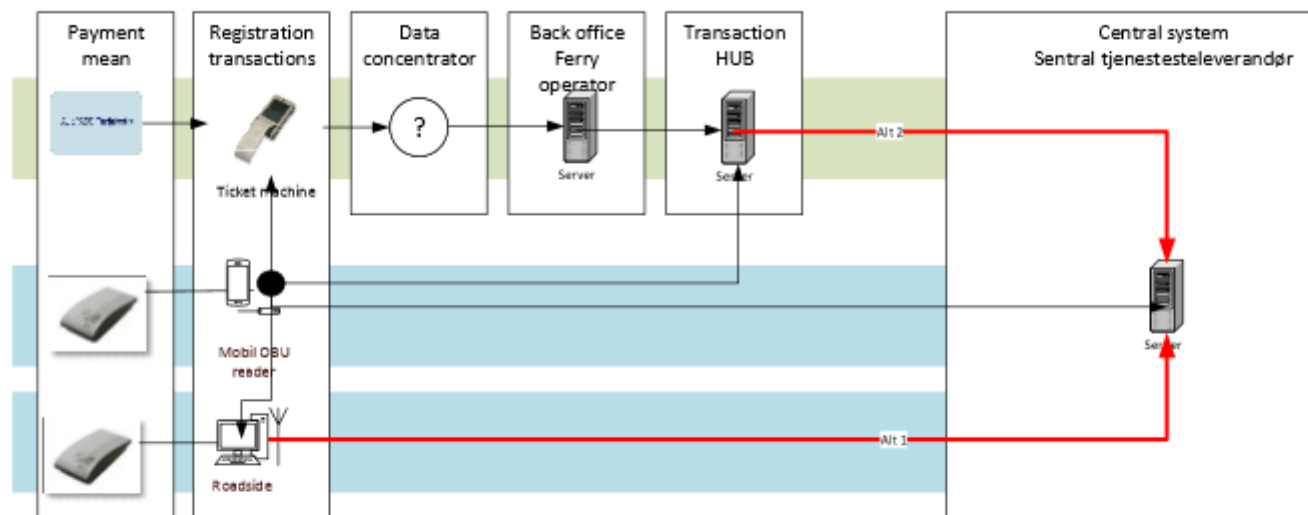 Payment
mean
Registration
transactions
Data
concentrator
Back office
Ferry
operator
Transaction
HUB
Central system
Sentral tjenestesteleverandør
?
Server
Server
Alt 2
Ticket machine
Mobil OBU
reader
Server
Alt 1
Roadside